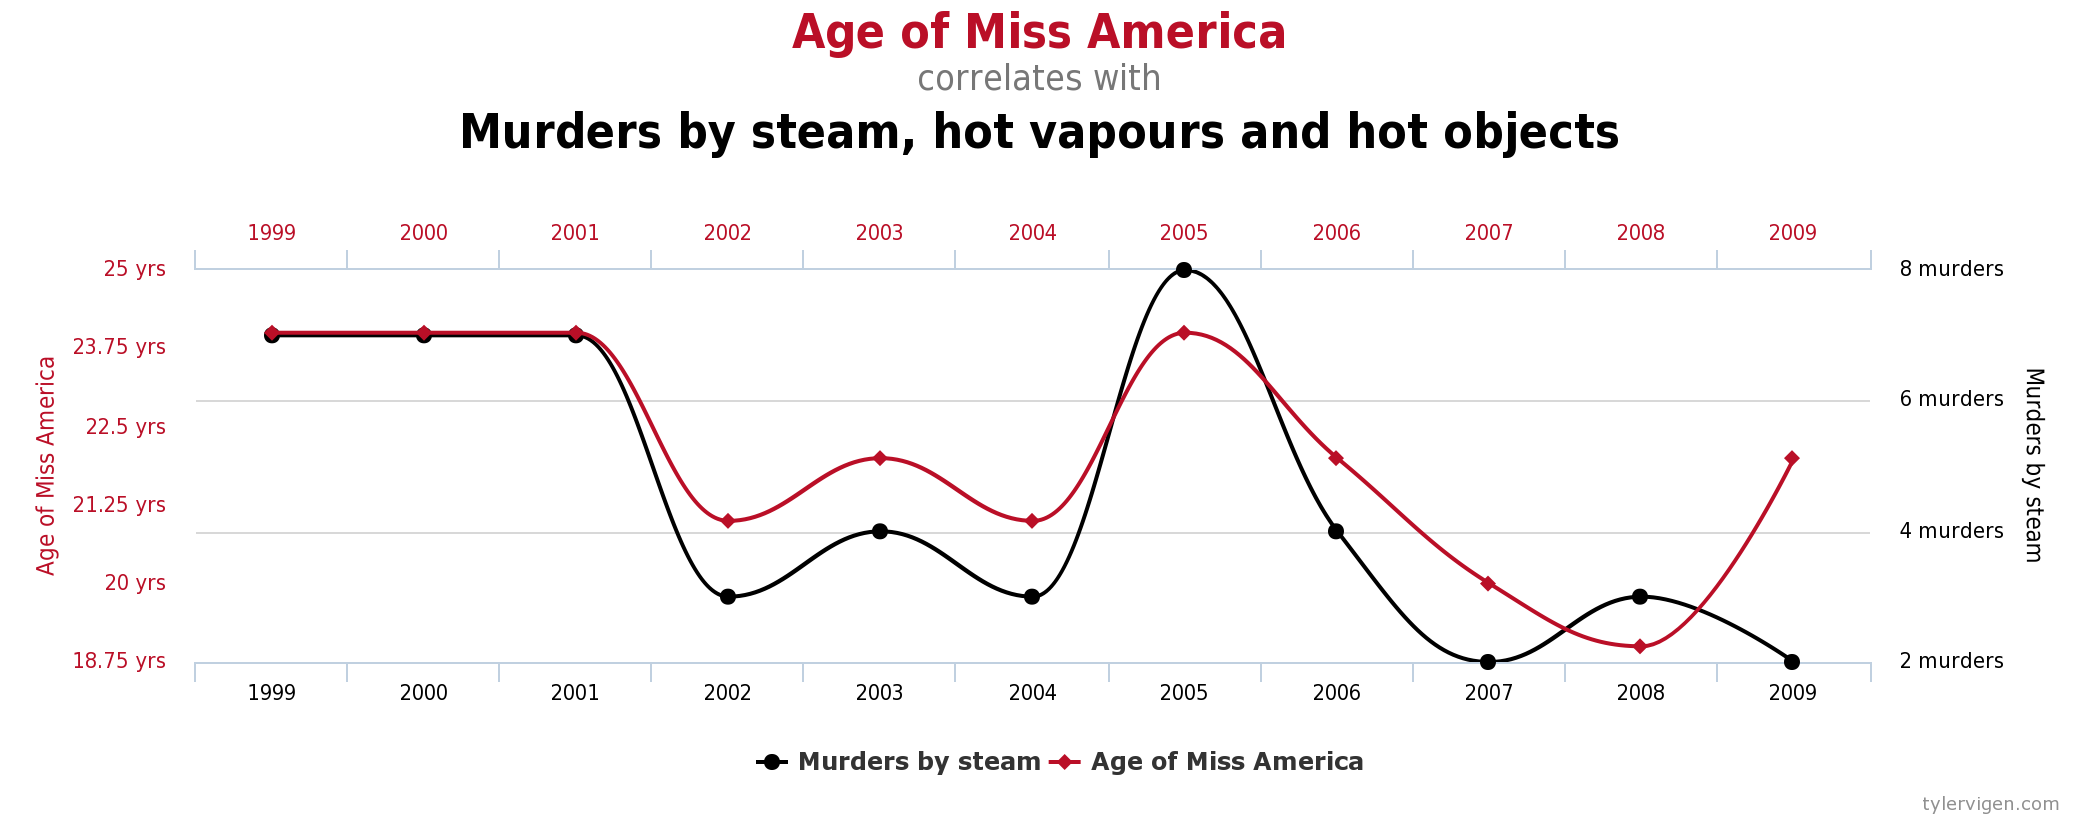 Age of Miss America
correlates with
Murders by steam, hot vapours and hot objects
1999 2000 2001 2002 2003 2004 2005 2006 2007 2008 2009
25 yrs 8 murders
23.75 yrs
6 murders
22.5 yrs
21.25 yrs
4 murders
20 yrs
18.75 yrs 2 murders
Age of Miss America
Murders by steam
1999 2000 2001 2002 2003 2004 2005 2006 2007 2008 2009
Murders by steam Age of Miss America
tylervigen.com